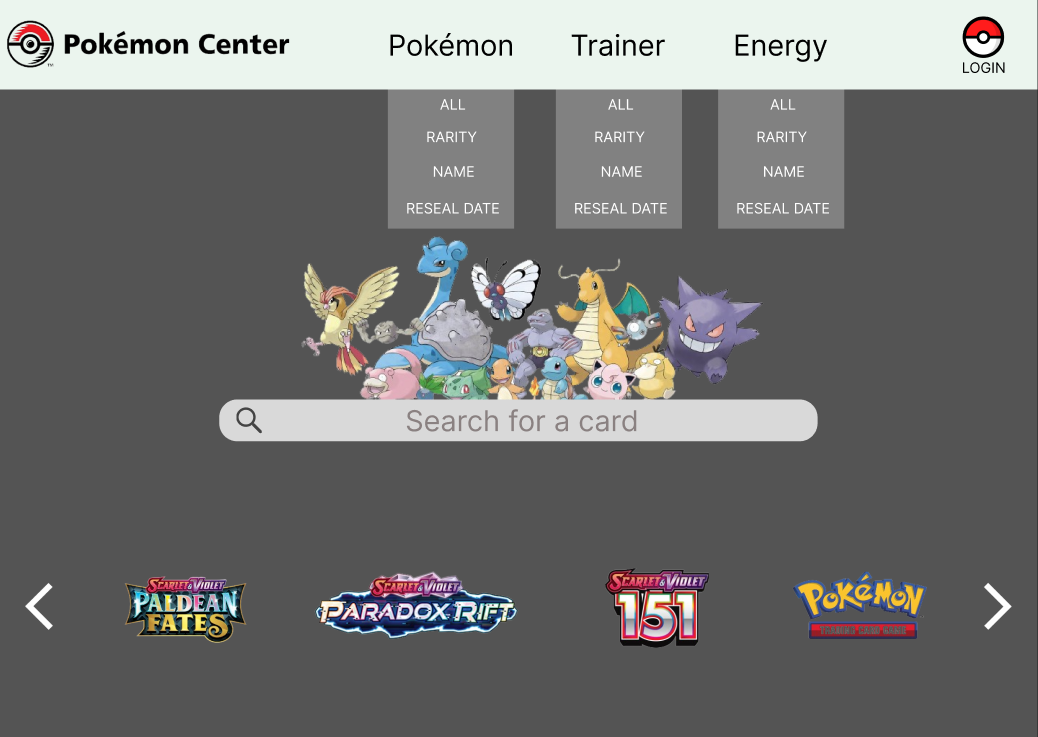 Pokémon Center
Pokémon Trainer Energy
LOGIN
ALL ALL ALL
RARITY RARITY RARITY
NAME NAME NAME
RESEAL DATE RESEAL DATE RESEAL DATE
Search for a card
SCARLET & VIOLET
PALDEAN
FATES
SCARLET & VIOLET
PARADOX RIFT
SCARLET & VIOLET
151
POKéMON
TRADING CARD GAME
TM